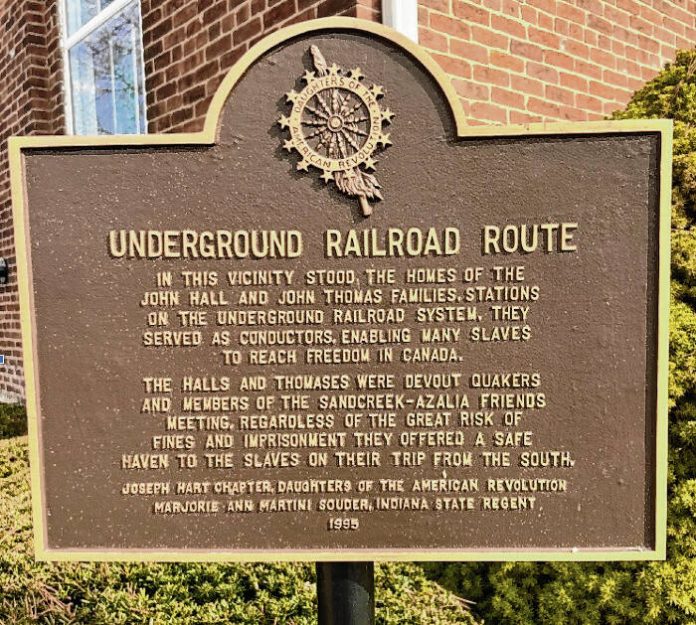 DAUGHTERS OF THE
AMERICAN REVOLUTION
UNDERGROUND RAILROAD ROUTE
IN THIS VICINITY STOOD, THE HOMES OF THE
JOHN HALL AND JOHN THOMAS FAMILIES. STATIONS
ON THE UNDERGROUND RAILROAD SYSTEM. THEY
SERVED AS CONDUCTORS, ENABLING MANY SLAVES
TO REACH FREEDOM IN CANADA.
THE HALLS AND THOMASES WERE DEVOUT QUAKERS
AND MEMBERS OF THE SANDCREEK-AZALIA FRIENDS
MEETING. REGARDLESS OF THE GREAT RISK OF
FINES AND IMPRISONMENT THEY OFFERED A SAFE
HAVEN TO THE SLAVES ON THEIR TRIP FROM THE SOUTH.
JOSEPH HART CHAPTER, DAUGHTERS OF THE AMERICAN REVOLUTION
MARJORIE ANN MARTINI SOUDER, INDIANA STATE REGENT
1995